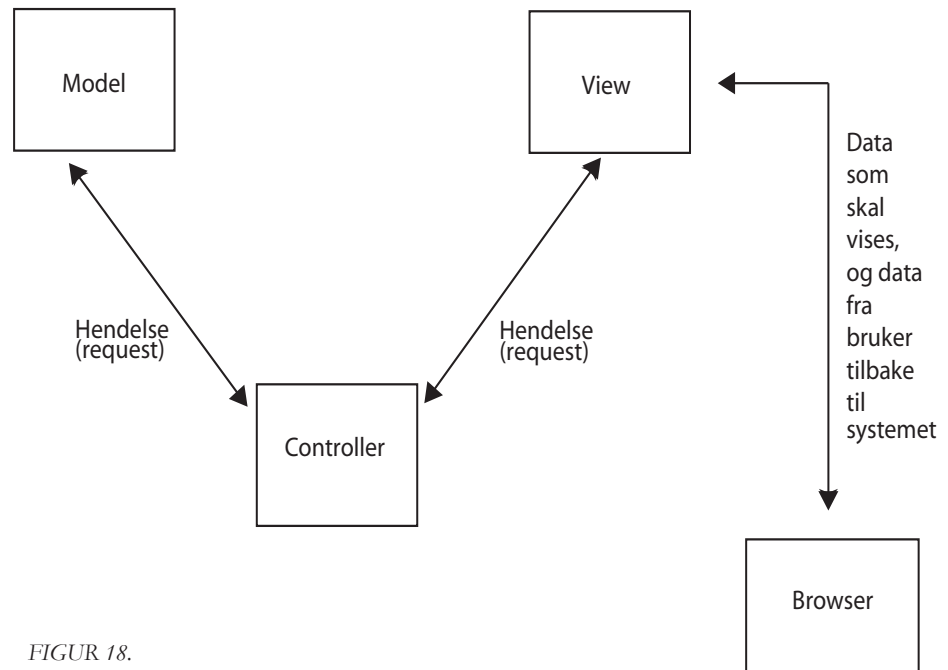 Model
View
Data
som
skal
vises,
og data
fra
bruker
tilbake
til
systemet
Hendelse
(request)
Hendelse
(request)
Controller
Browser
FIGUR 18.